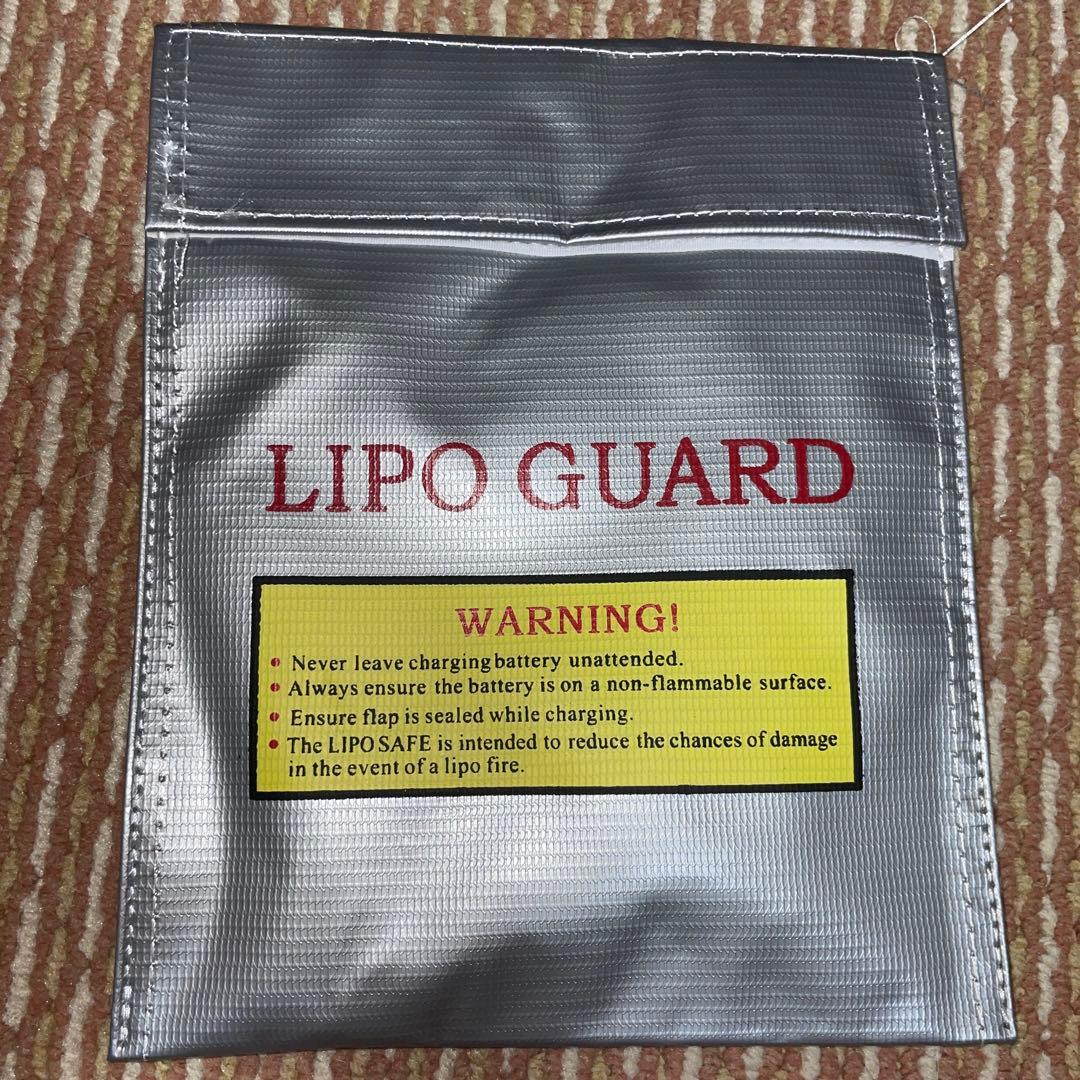 LIPO GUARD
WARNING!
• Never leave charging battery unattended.
• Always ensure the battery is on a non-flammable surface.
• Ensure flap is sealed while charging.
• The LIPO SAFE is intended to reduce the chances of damage
in the event of a lipo fire.